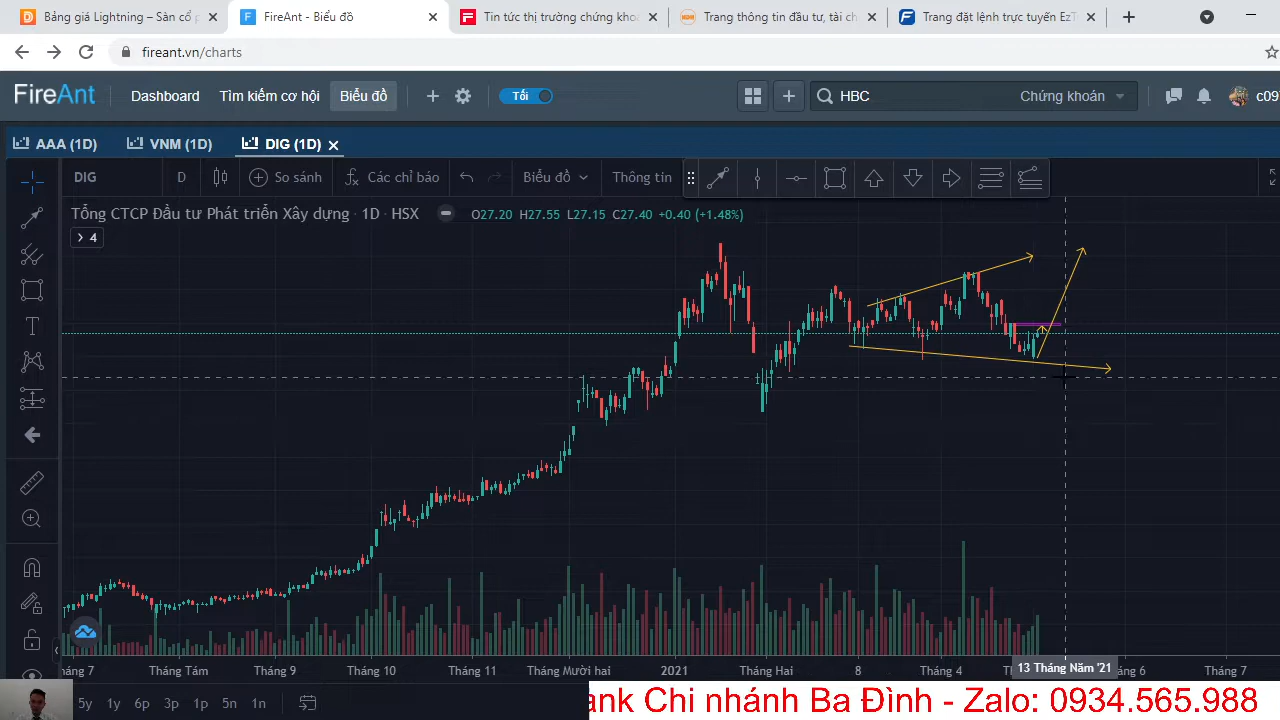 Bảng giá Lightning – Sàn cổ p
FireAnt - Biểu đồ
Tin tức thị trường chứng khoá
Trang thông tin đầu tư, tài ch
Trang đặt lệnh trực tuyến EzT
fireant.vn/charts
FireAnt
Dashboard
Tìm kiếm cơ hội
Biểu đồ
Tối
HBC
Chứng khoán
c09
AAA (1D)
VNM (1D)
DIG (1D)
DIG
D
So sánh
Các chỉ báo
Biểu đồ
Thông tin
Tổng CTCP Đầu tư Phát triển Xây dựng · 1D · HSX
O27.20 H27.55 L27.15 C27.40 +0.40 (+1.48%)
4
háng 7
Tháng Tám
Tháng 9
Tháng 10
Tháng 11
Tháng Mười hai
2021
Tháng Hai
8
Tháng 4
13 Tháng Năm '21
g 6
Tháng 7
5y
1y
6p
3p
1p
5n
1n
ank Chi nhánh Ba Đình - Zalo: 0934.565.988